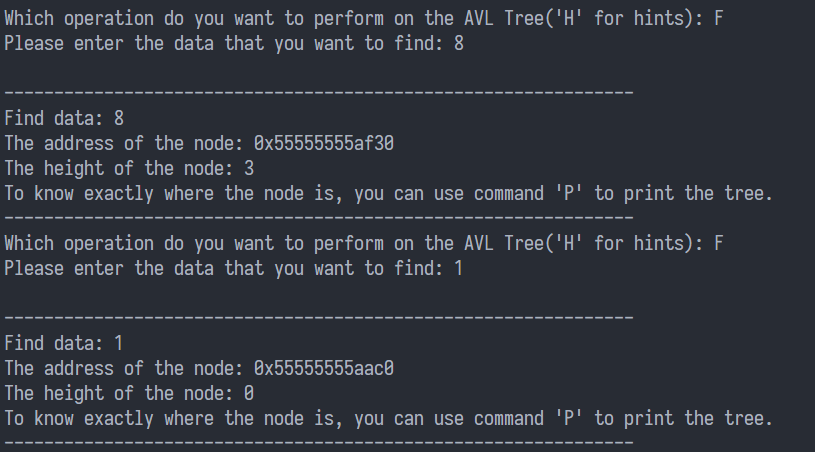 Which operation do you want to perform on the AVL Tree('H' for hints): F
Please enter the data that you want to find: 8
---------------------------------------------------------------
Find data: 8
The address of the node: 0x55555555af30
The height of the node: 3
To know exactly where the node is, you can use command 'P' to print the tree.
---------------------------------------------------------------
Which operation do you want to perform on the AVL Tree('H' for hints): F
Please enter the data that you want to find: 1
---------------------------------------------------------------
Find data: 1
The address of the node: 0x55555555aac0
The height of the node: 0
To know exactly where the node is, you can use command 'P' to print the tree.
---------------------------------------------------------------